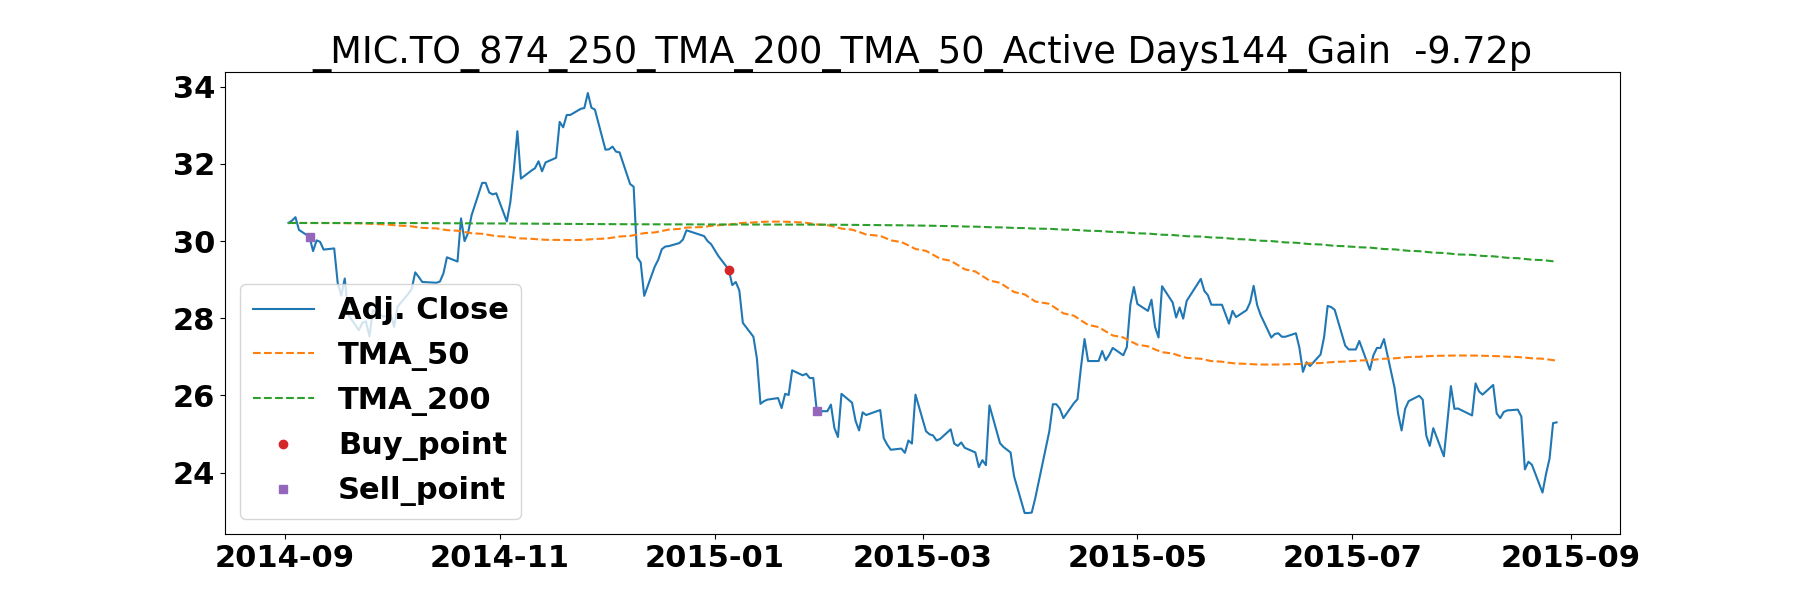 _MIC.TO_874_250_TMA_200_TMA_50_Active Days144_Gain  -9.72p
34
32
30
28
26
24
Adj. Close
TMA_50
TMA_200
Buy_point
Sell_point
2014-09 2014-11 2015-01 2015-03 2015-05 2015-07 2015-09